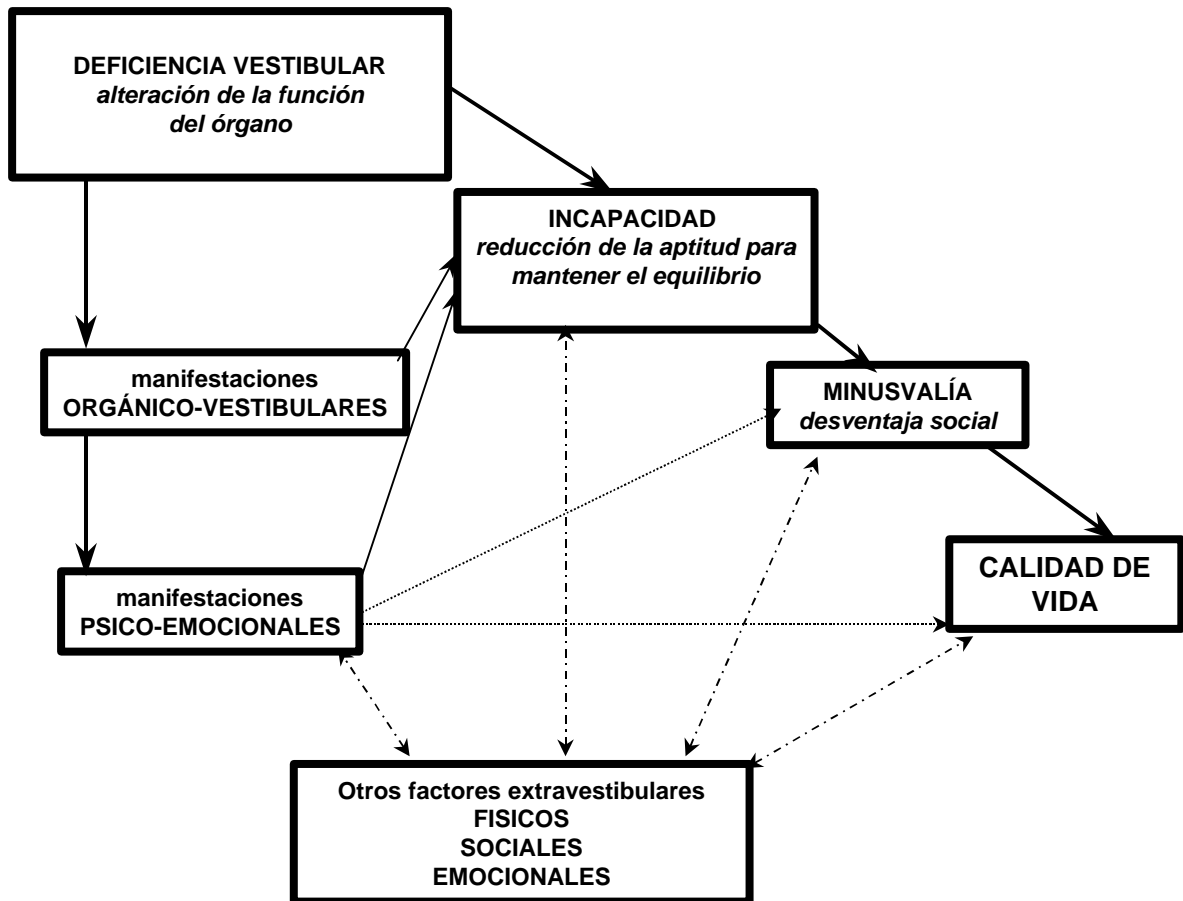 DEFICIENCIA VESTIBULAR
alteración de la función
del órgano
INCAPACIDAD
reducción de la aptitud para
mantener el equilibrio
manifestaciones
ORGÁNICO-VESTIBULARES
MINUSVALÍA
desventaja social
manifestaciones
PSICO-EMOCIONALES
CALIDAD DE
VIDA
Otros factores extravestibulares
FISICOS
SOCIALES
EMOCIONALES